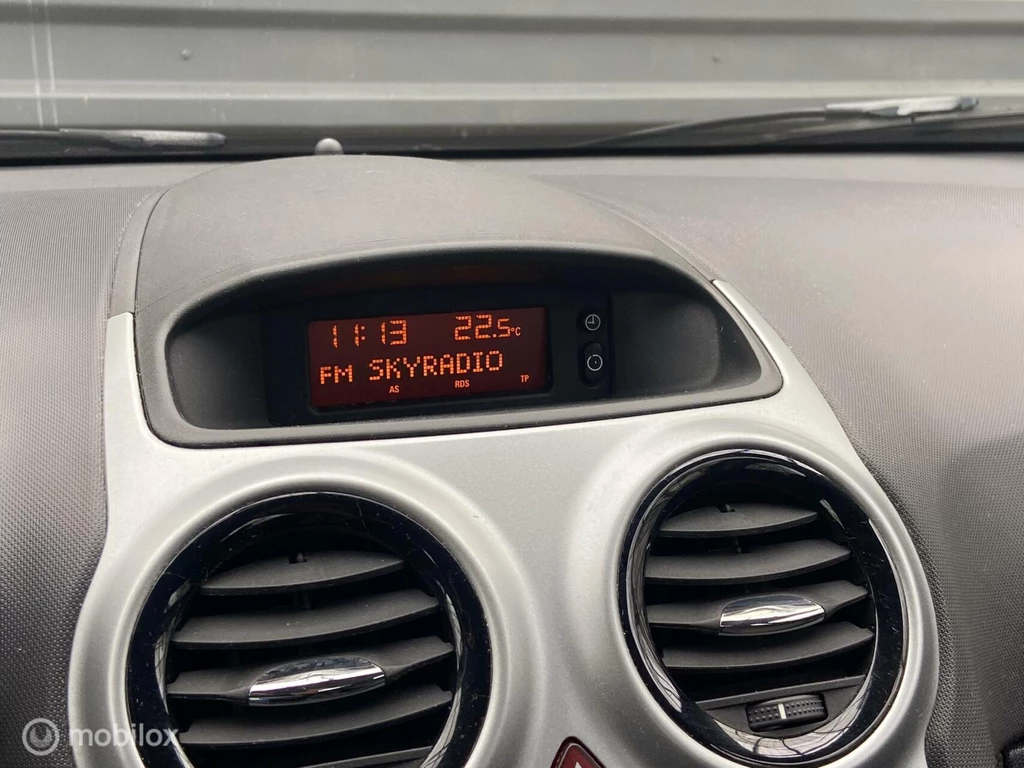 11:13 22.5°C
FM SKYRADIO
AS RDS TP
mobilox